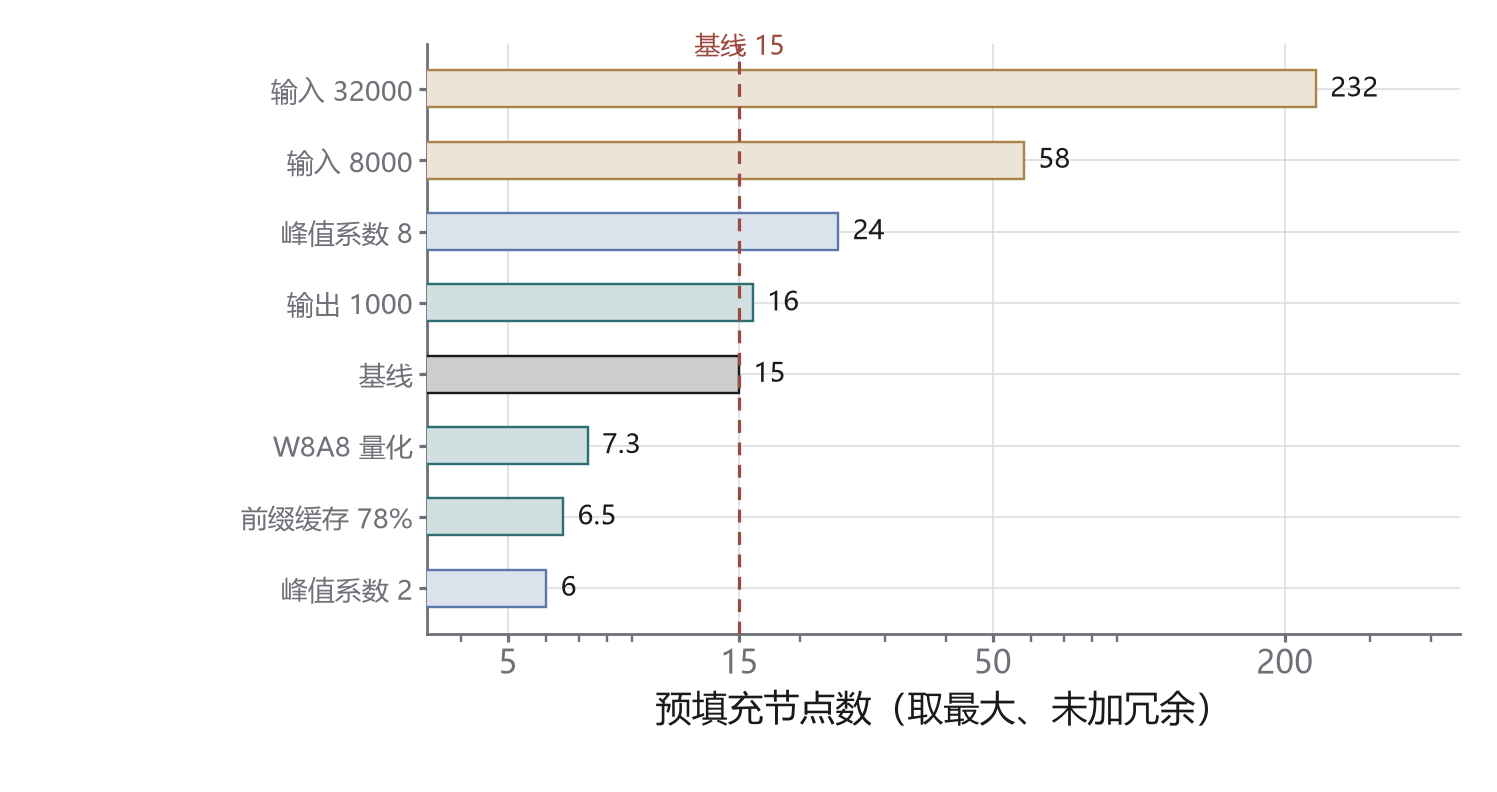 基线 15
输入 32000 232
输入 8000 58
峰值系数 8 24
输出 1000 16
基线 15
W8A8 量化 7.3
前缀缓存 78% 6.5
峰值系数 2 6
5 15 50 200
预填充节点数（取最大、未加冗余）